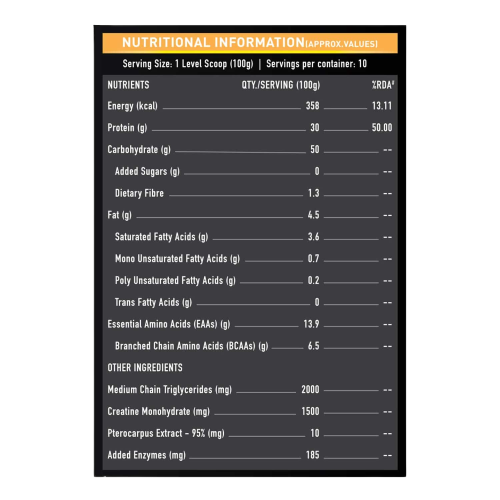 NUTRITIONAL INFORMATION(APPROX.VALUES)
Serving Size: 1 Level Scoop (100g) | Servings per container: 10
NUTRIENTS QTY./SERVING (100g) %RDA#
Energy (kcal) 358 13.11
Protein (g) 30 50.00
Carbohydrate (g) 50 --
Added Sugars (g) 0 --
Dietary Fibre 1.3 --
Fat (g) 4.5 --
Saturated Fatty Acids (g) 3.6 --
Mono Unsaturated Fatty Acids (g) 0.7 --
Poly Unsaturated Fatty Acids (g) 0.2 --
Trans Fatty Acids (g) 0 --
Essential Amino Acids (EAAs) (g) 13.9 --
Branched Chain Amino Acids (BCAAs) (g) 6.5 --
OTHER INGREDIENTS
Medium Chain Triglycerides (mg) 2000 --
Creatine Monohydrate (mg) 1500 --
Pterocarpus Extract - 95% (mg) 10 --
Added Enzymes (mg) 185 --